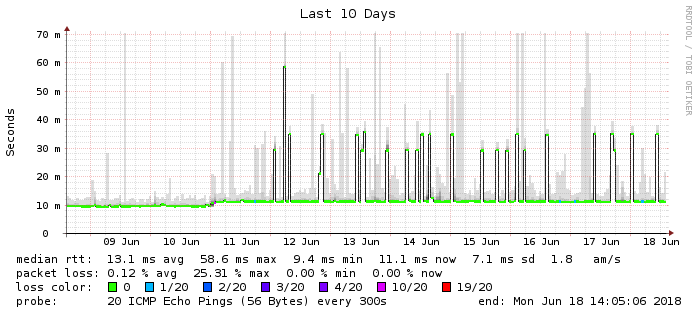 Last 10 Days
RRDTOOL / TOBI OETIKER
Seconds
70 m
60 m
50 m
40 m
30 m
20 m
10 m
0
09 Jun 10 Jun 11 Jun 12 Jun 13 Jun 14 Jun 15 Jun 16 Jun 17 Jun 18 Jun
median rtt: 13.1 ms avg 58.6 ms max 9.4 ms min 11.1 ms now 7.1 ms sd 1.8 am/s
packet loss: 0.12 % avg 25.31 % max 0.00 % min 0.00 % now
loss color: 0 1/20 2/20 3/20 4/20 10/20 19/20
probe: 20 ICMP Echo Pings (56 Bytes) every 300s end: Mon Jun 18 14:05:06 2018